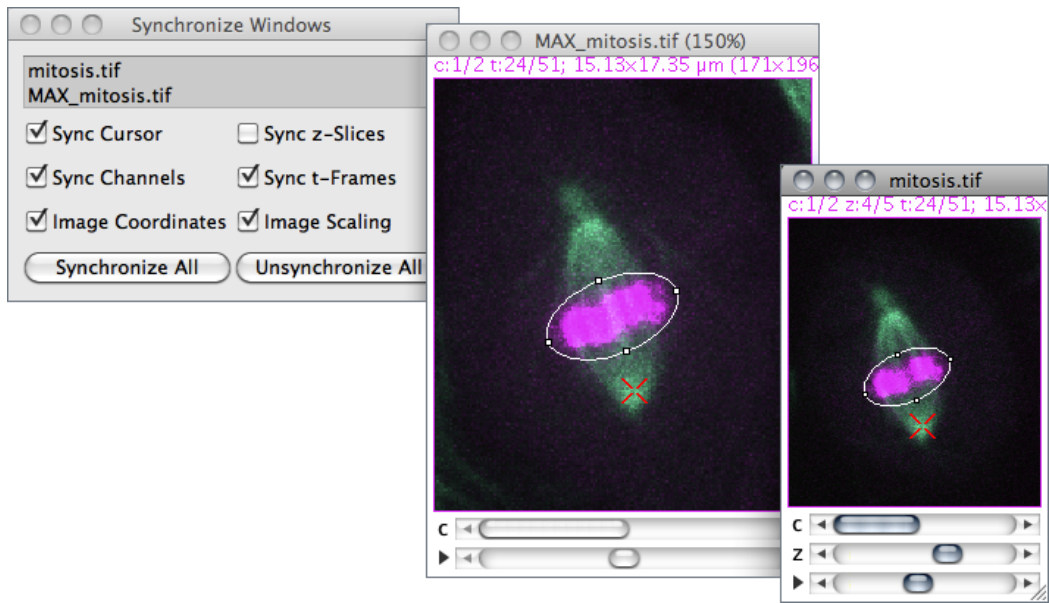 Synchronize Windows
mitosis.tif
MAX_mitosis.tif
Sync Cursor
Sync z-Slices
Sync Channels
Sync t-Frames
Image Coordinates
Image Scaling
Synchronize All
Unsynchronize All
MAX_mitosis.tif (150%)
c:1/2 t:24/51; 15.13x17.35 µm (171x196
c
mitosis.tif
c:1/2 z:4/5 t:24/51; 15.13x
c
z